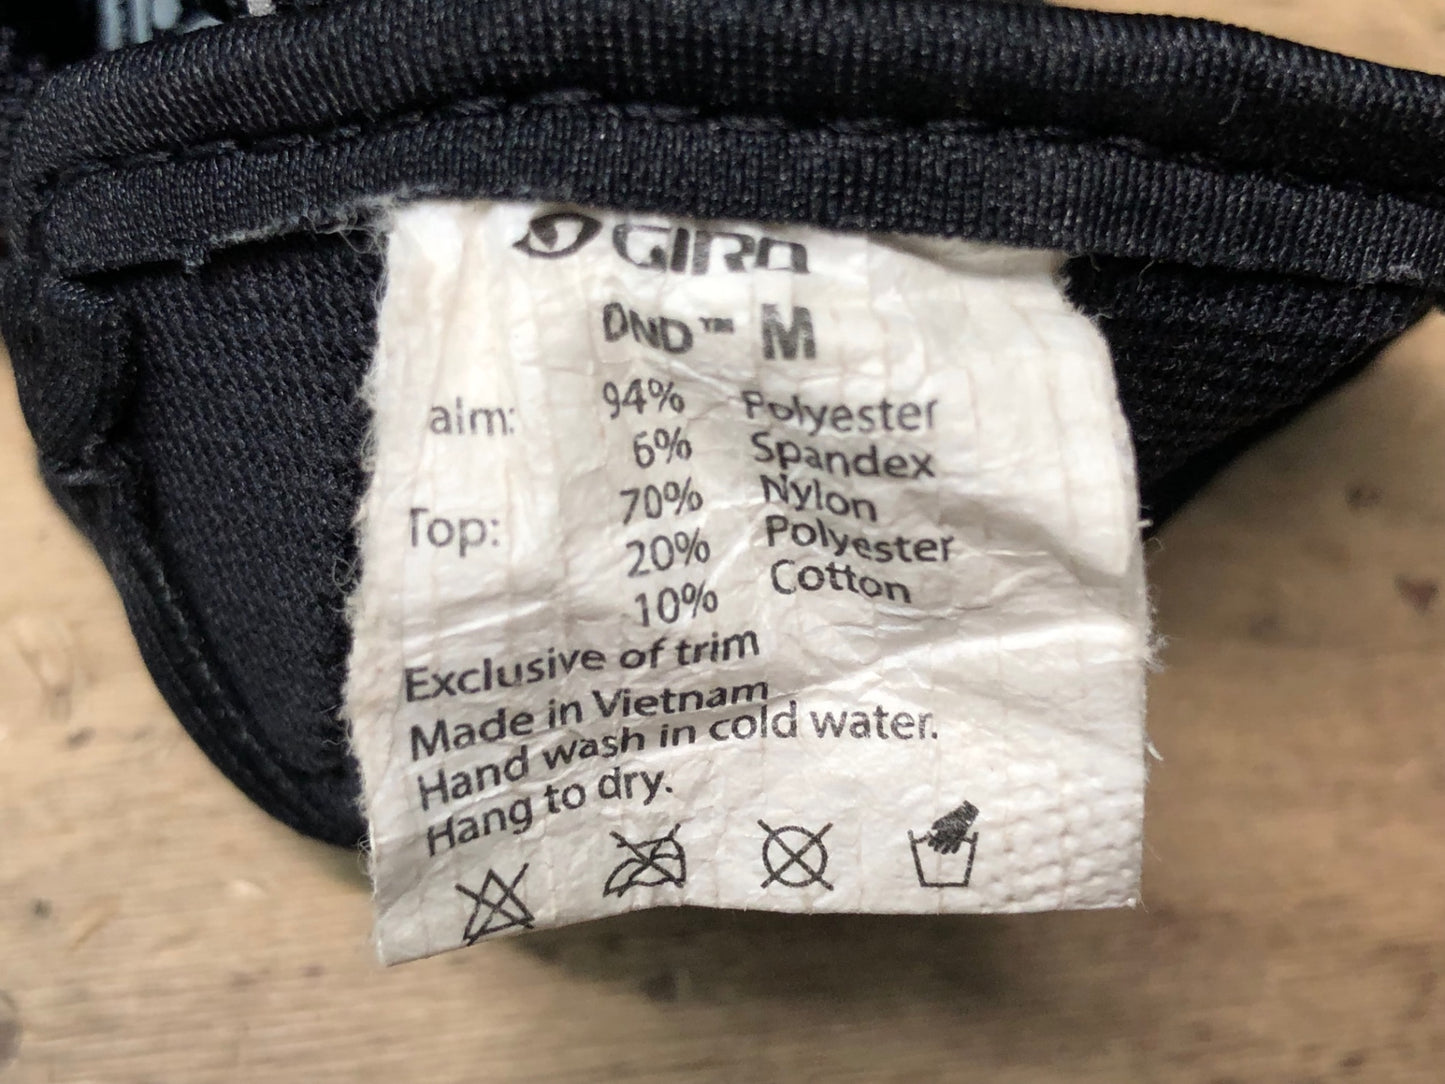 GIRO
DND™ M
alm: 94% Polyester
6% Spandex
Top: 70% Nylon
20% Polyester
10% Cotton
Exclusive of trim
Made in Vietnam
Hand wash in cold water.
Hang to dry.